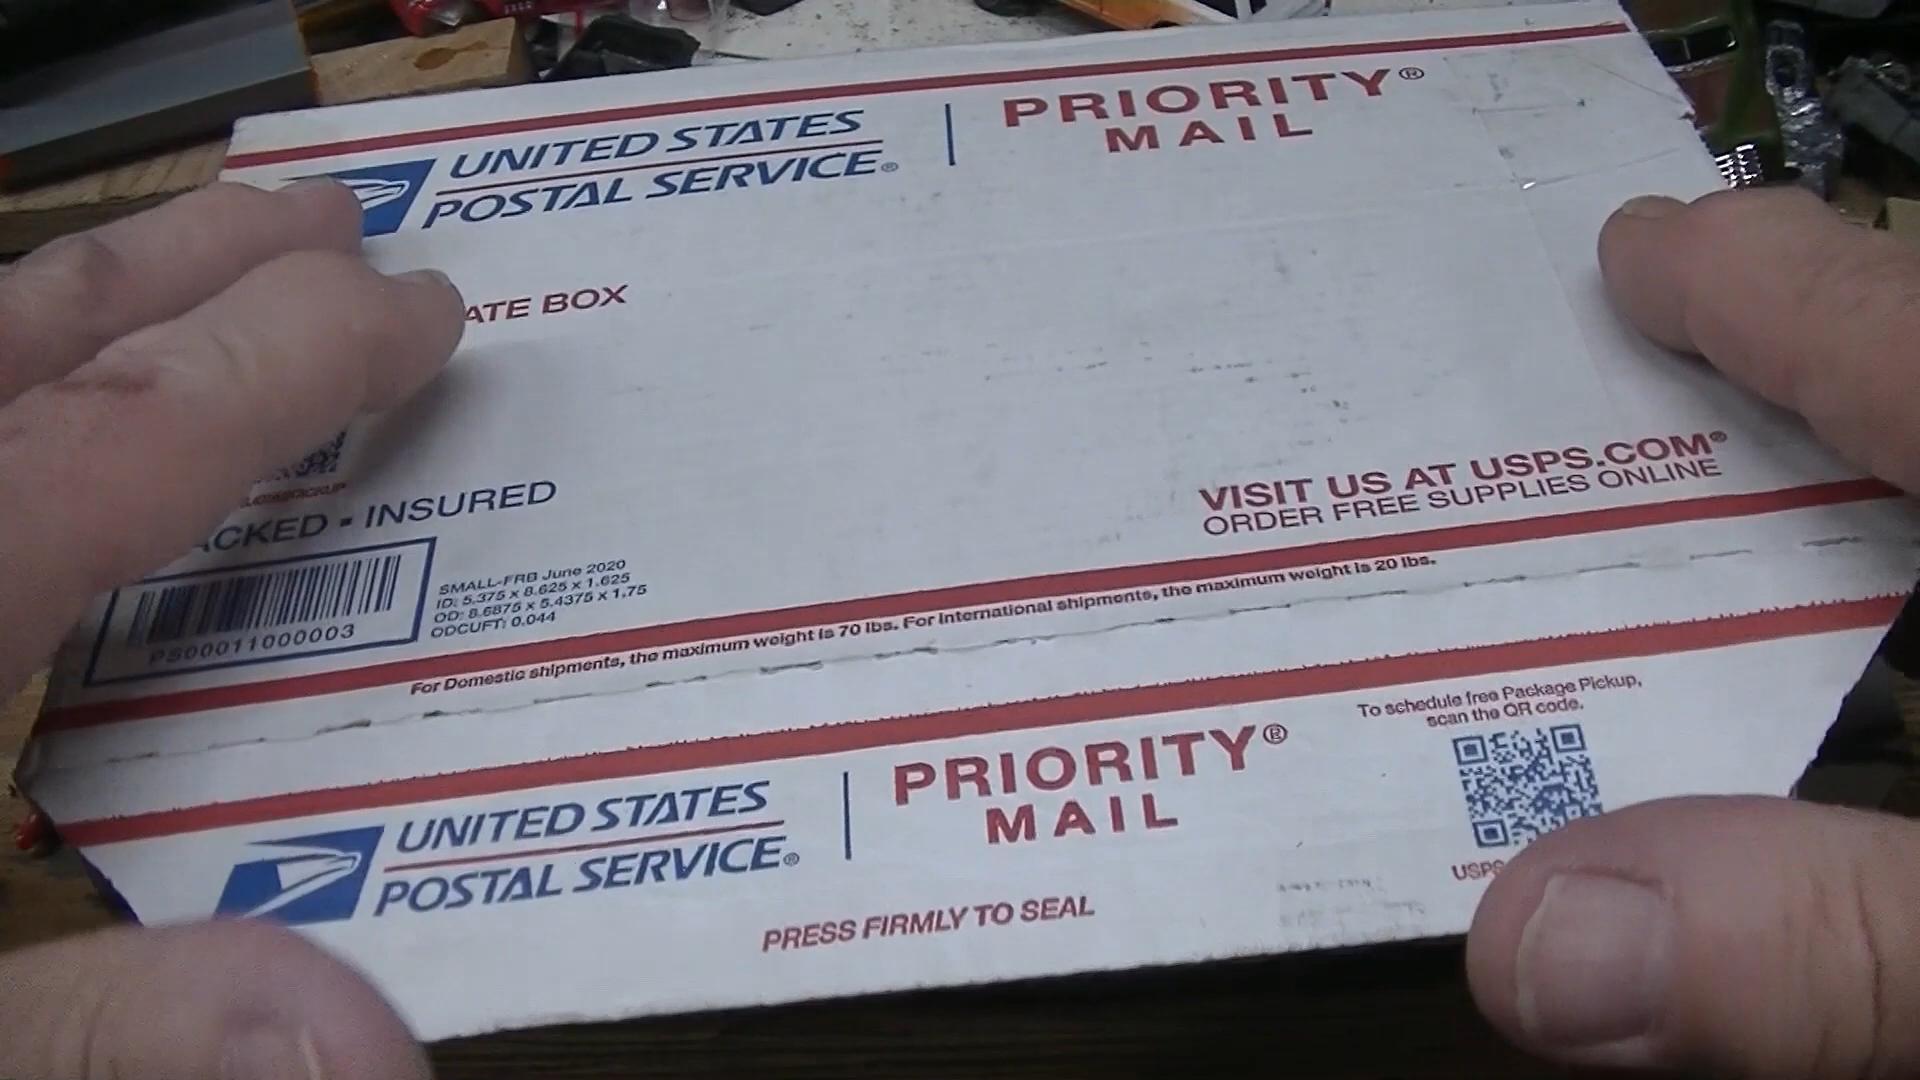 UNITED STATES
POSTAL SERVICE®
PRIORITY®
MAIL
ATE BOX
ACKED ▪ INSURED
PS00011000003
SMALL-FRB June 2020
ID: 5.375 x 8.625 x 1.625
OD: 8.6875 x 5.4375 x 1.75
ODCUFT: 0.044
VISIT US AT USPS.COM®
ORDER FREE SUPPLIES ONLINE
For Domestic shipments, the maximum weight is 70 lbs. For international shipments, the maximum weight is 20 lbs.
UNITED STATES
POSTAL SERVICE®
PRIORITY®
MAIL
To schedule free Package Pickup,
scan the QR code.
USPS
PRESS FIRMLY TO SEAL